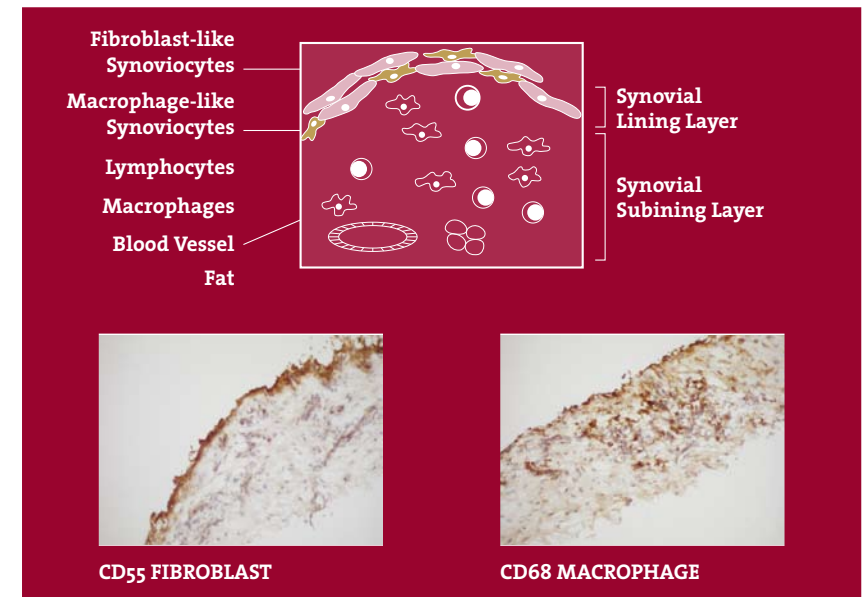 Fibroblast-like
Synoviocytes
Macrophage-like
Synoviocytes
Lymphocytes
Macrophages
Blood Vessel
Fat
Synovial
Lining Layer
Synovial
Subining Layer
CD55 FIBROBLAST
CD68 MACROPHAGE